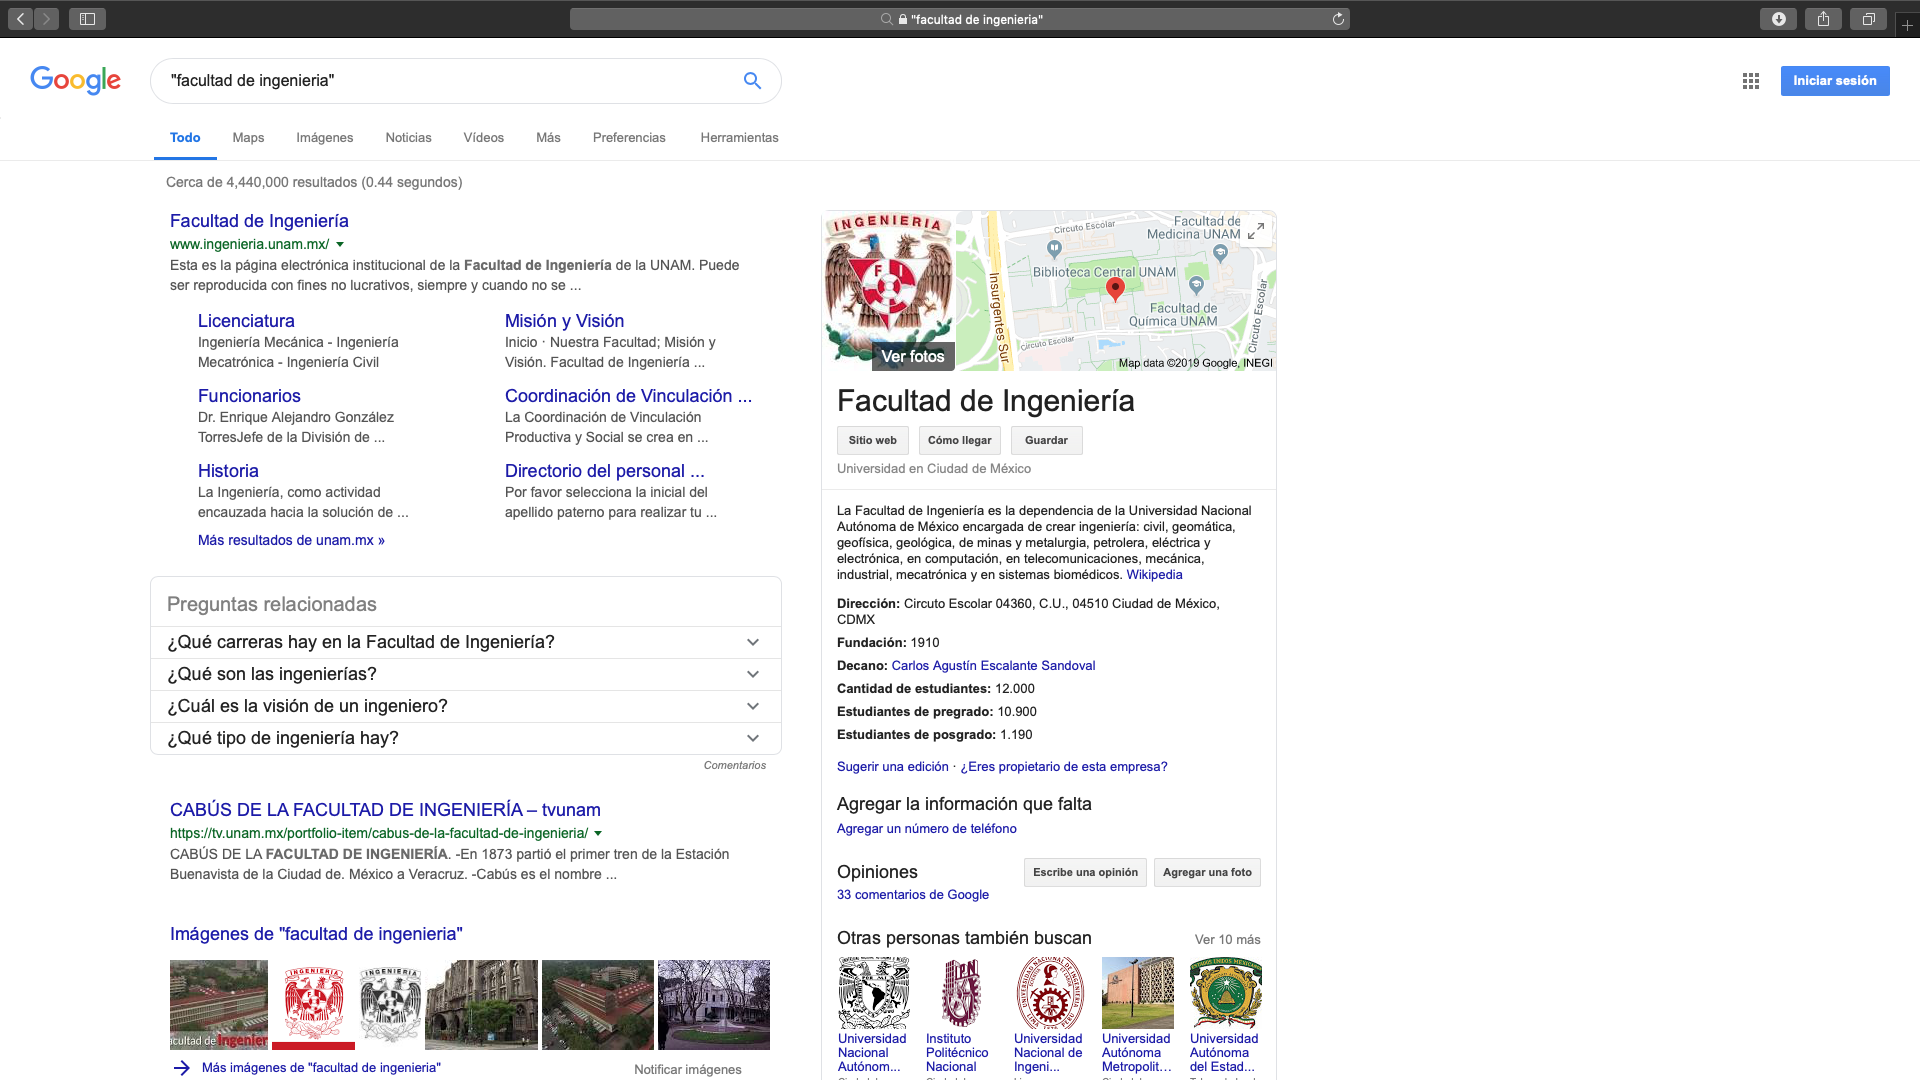 "facultad de ingenieria"
Google
"facultad de ingenieria"
Iniciar sesión
Todo
Maps
Imágenes
Noticias
Vídeos
Más
Preferencias
Herramientas
Cerca de 4,440,000 resultados (0.44 segundos)
Facultad de Ingeniería
www.ingenieria.unam.mx/
Esta es la página electrónica institucional de la Facultad de Ingeniería de la UNAM. Puede
ser reproducida con fines no lucrativos, siempre y cuando no se ...
Licenciatura
Ingeniería Mecánica - Ingeniería
Mecatrónica - Ingeniería Civil
Misión y Visión
Inicio · Nuestra Facultad; Misión y
Visión. Facultad de Ingeniería ...
Funcionarios
Dr. Enrique Alejandro González
TorresJefe de la División de ...
Coordinación de Vinculación ...
La Coordinación de Vinculación
Productiva y Social se crea en ...
Historia
La Ingeniería, como actividad
encauzada hacia la solución de ...
Directorio del personal ...
Por favor selecciona la inicial del
apellido paterno para realizar tu ...
Más resultados de unam.mx »
Preguntas relacionadas
¿Qué carreras hay en la Facultad de Ingeniería?
¿Qué son las ingenierías?
¿Cuál es la visión de un ingeniero?
¿Qué tipo de ingeniería hay?
Comentarios
CABÚS DE LA FACULTAD DE INGENIERÍA – tvunam
https://tv.unam.mx/portfolio-item/cabus-de-la-facultad-de-ingenieria/
CABÚS DE LA FACULTAD DE INGENIERÍA. -En 1873 partió el primer tren de la Estación
Buenavista de la Ciudad de. México a Veracruz. -Cabús es el nombre ...
Imágenes de "facultad de ingenieria"
acultad de Ingenier
INGENIERIA
INGENIERIA
Más imágenes de "facultad de ingenieria"
Notificar imágenes
INGENIERIA
F I
Ver fotos
Circuto Escolar
Facultad de
Medicina UNAM
Biblioteca Central UNAM
Insurgentes Sur
Facultad de
Química UNAM
Circuto Escolar
Circuto Escolar
Map data ©2019 Google, INEGI
Facultad de Ingeniería
Sitio web
Cómo llegar
Guardar
Universidad en Ciudad de México
La Facultad de Ingeniería es la dependencia de la Universidad Nacional
Autónoma de México encargada de crear ingeniería: civil, geomática,
geofísica, geológica, de minas y metalurgia, petrolera, eléctrica y
electrónica, en computación, en telecomunicaciones, mecánica,
industrial, mecatrónica y en sistemas biomédicos. Wikipedia
Dirección: Circuto Escolar 04360, C.U., 04510 Ciudad de México,
CDMX
Fundación: 1910
Decano: Carlos Agustín Escalante Sandoval
Cantidad de estudiantes: 12.000
Estudiantes de pregrado: 10.900
Estudiantes de posgrado: 1.190
Sugerir una edición · ¿Eres propietario de esta empresa?
Agregar la información que falta
Agregar un número de teléfono
Opiniones
Escribe una opinión
Agregar una foto
33 comentarios de Google
Otras personas también buscan
Ver 10 más
Universidad
Nacional
Autónom...
Instituto
Politécnico
Nacional
Universidad
Nacional de
Ingeni...
Universidad
Autónoma
Metropolit...
Universidad
Autónoma
del Estad...